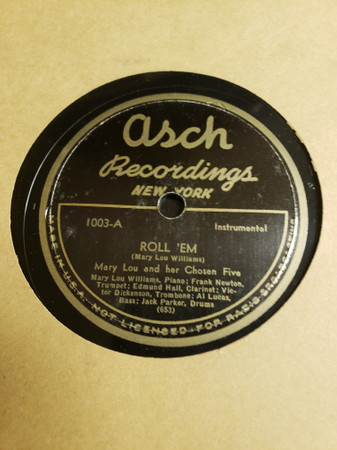 asch
Recordings
NEW YORK
1003-A
Instrumental
ROLL 'EM
(Mary Lou Williams)
Mary Lou and her Chosen Five
Mary Lou Williams, Piano; Frank Newton,
Trumpet; Edmund Hall, Clarinet; Vic-
tor Dickenson, Trombone; Al Lucas,
Bass; Jack Parker, Drums
(653)
MADE IN U.S.A. NOT LICENSED FOR RADIO